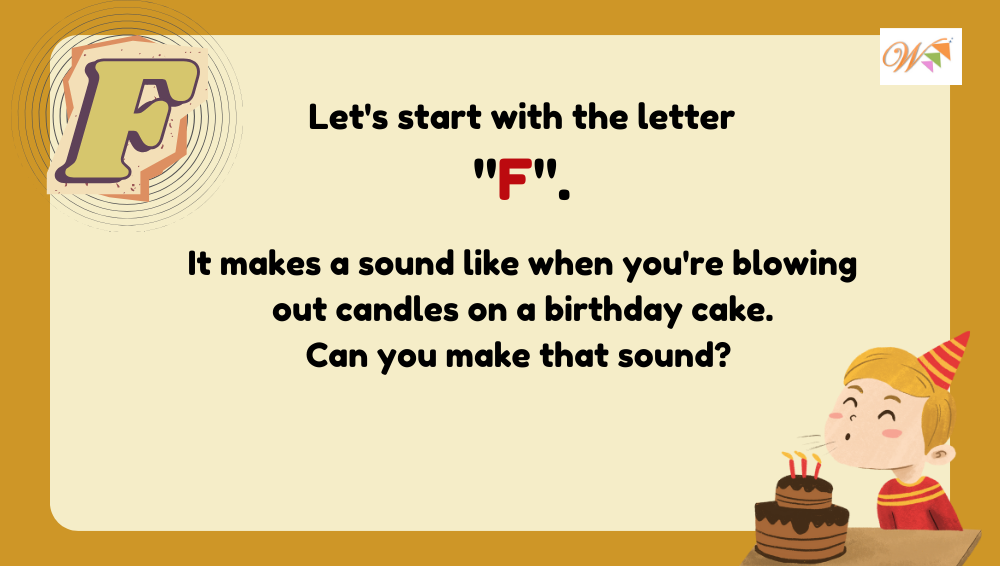 F
W
Let's start with the letter
"F".
It makes a sound like when you're blowing
out candles on a birthday cake.
Can you make that sound?